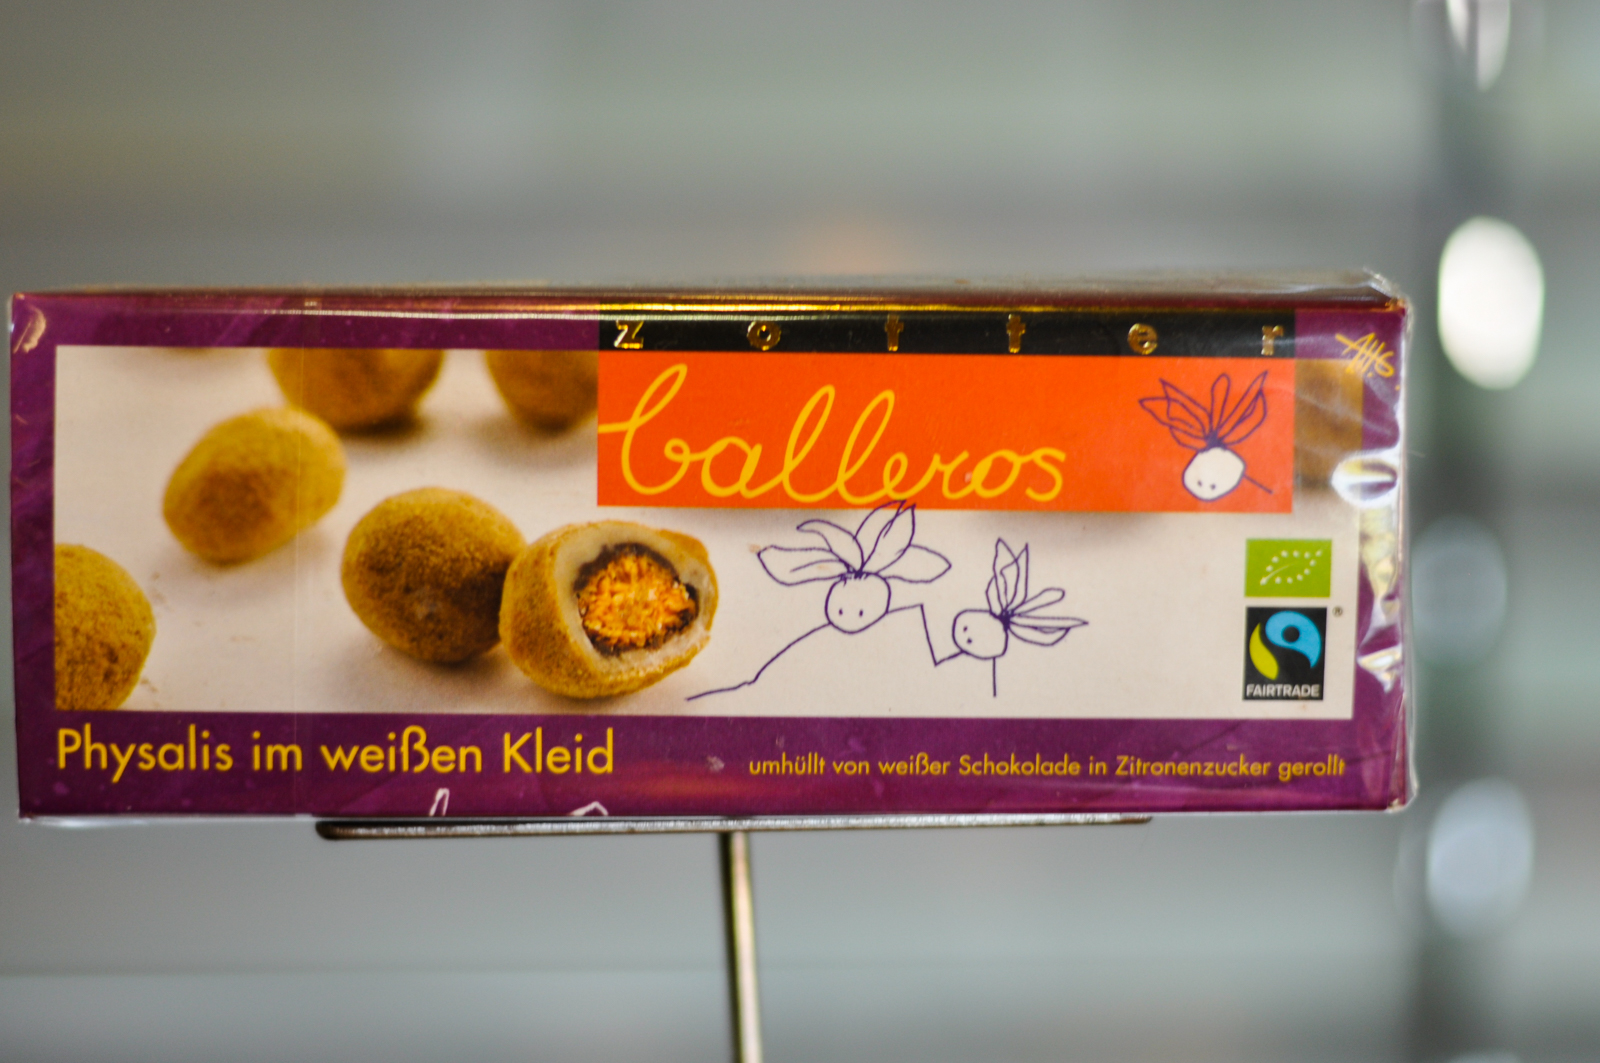 zotter
balleros
FAIRTRADE
®
Physalis im weißen Kleid
umhüllt von weißer Schokolade in Zitronenzucker gerollt